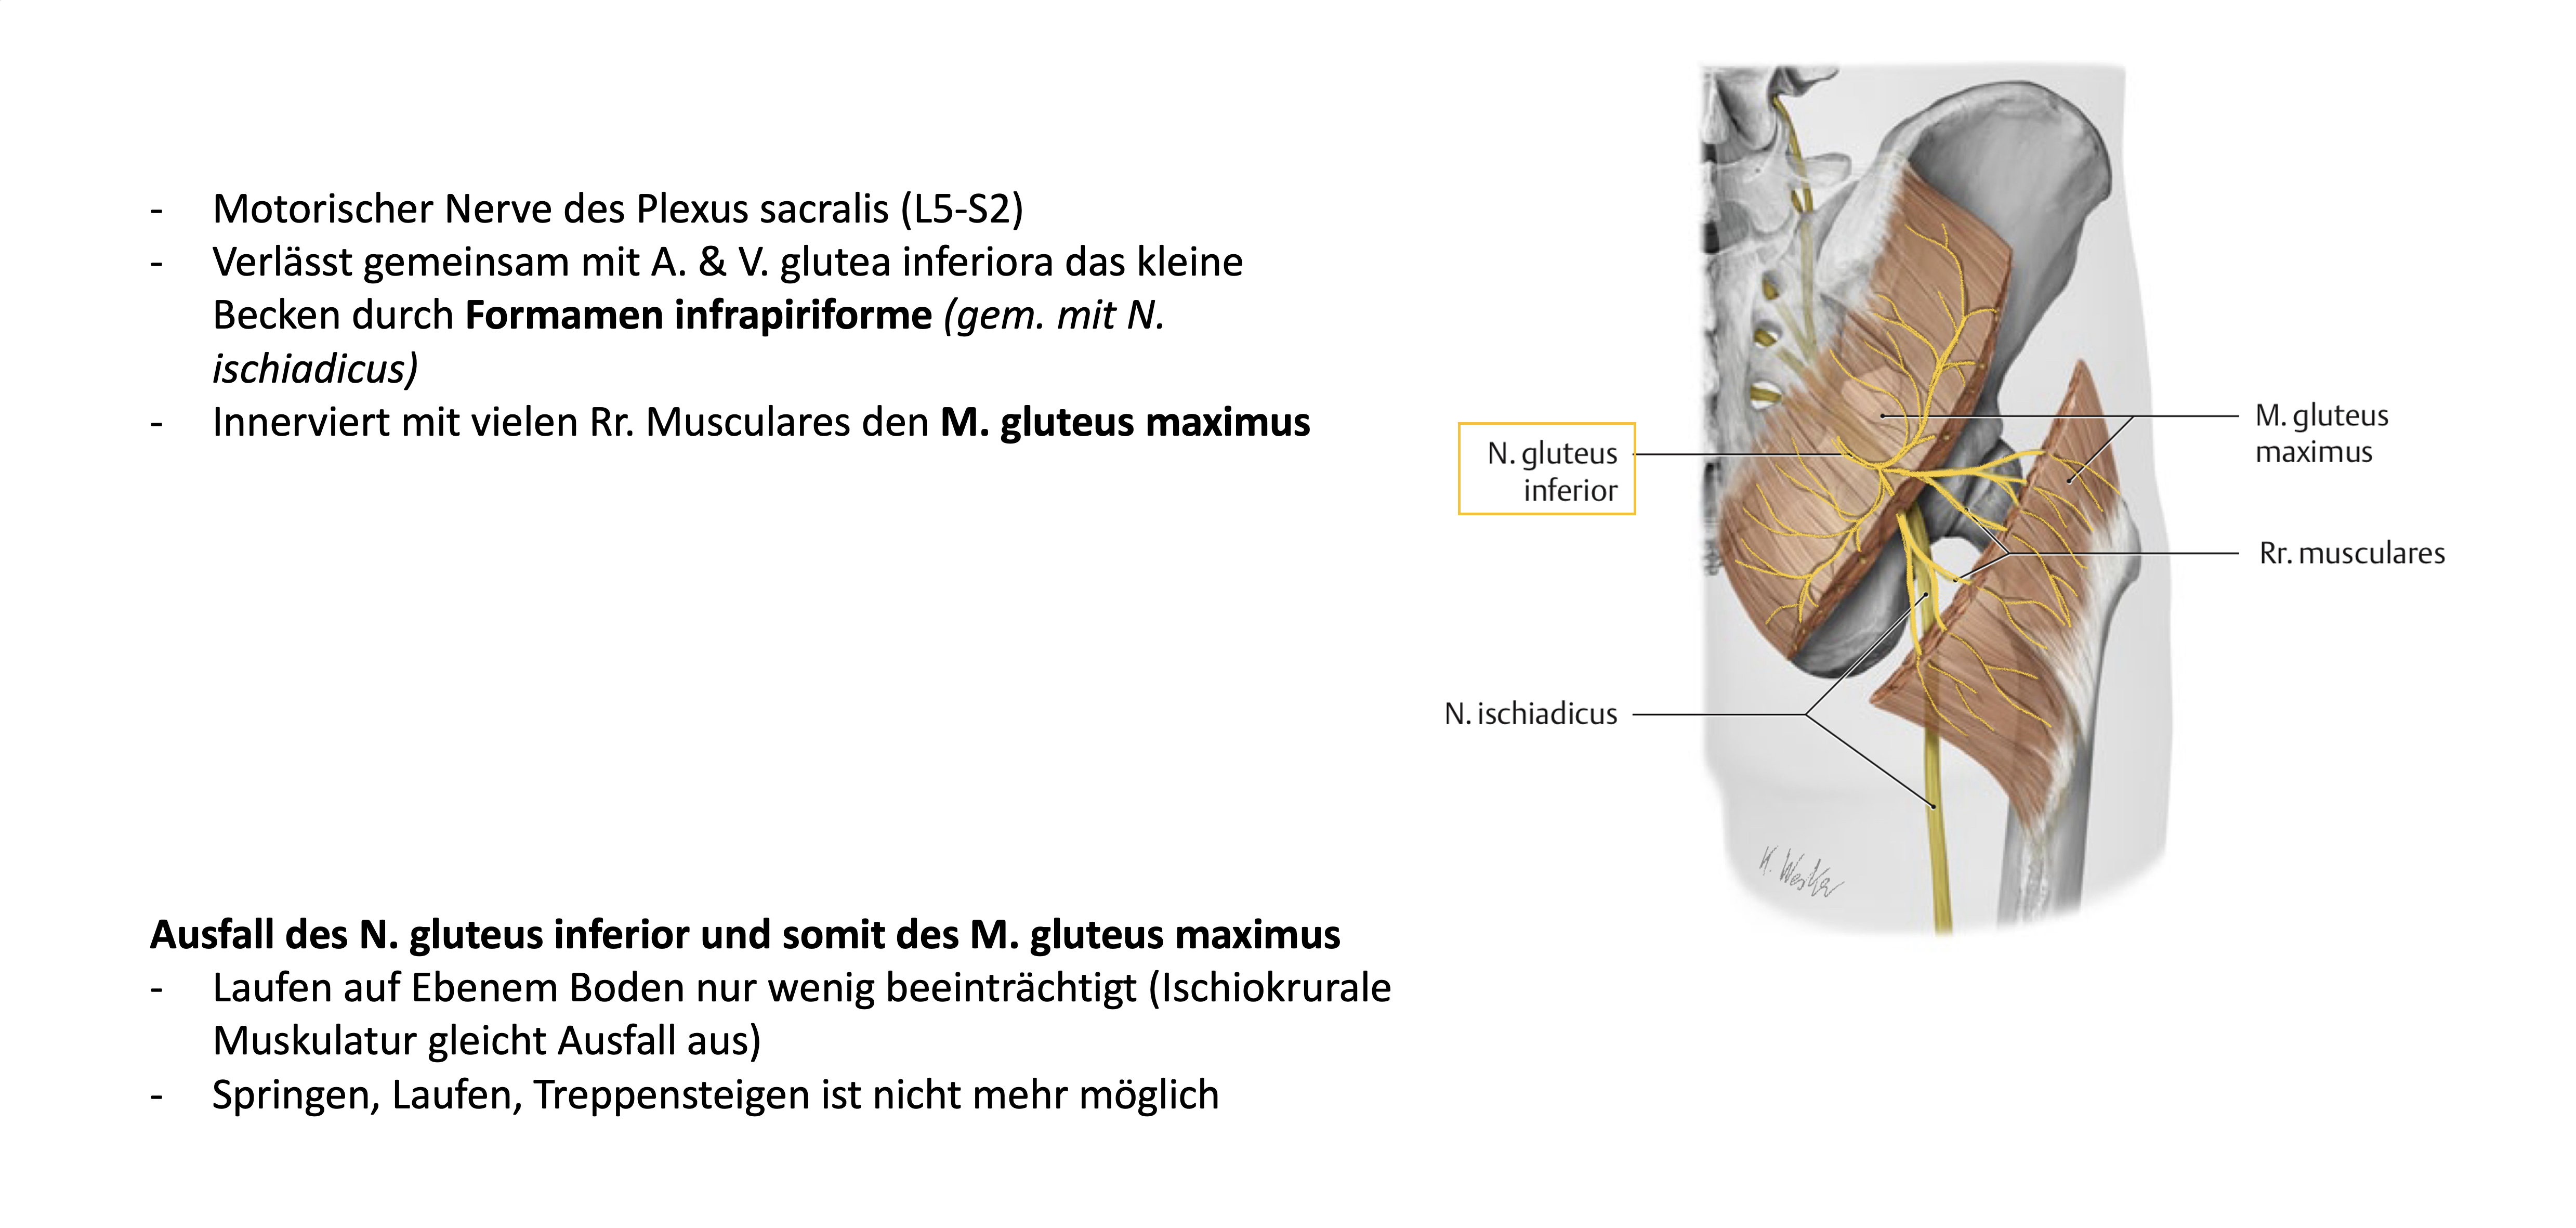 - Motorischer Nerve des Plexus sacralis (L5-S2)
- Verlässt gemeinsam mit A. & V. glutea inferiora das kleine
Becken durch Formamen infrapiriforme (gem. mit N.
ischiadicus)
- Innerviert mit vielen Rr. Musculares den M. gluteus maximus
Ausfall des N. gluteus inferior und somit des M. gluteus maximus
- Laufen auf Ebenem Boden nur wenig beeinträchtigt (Ischiokrurale
Muskulatur gleicht Ausfall aus)
- Springen, Laufen, Treppensteigen ist nicht mehr möglich
N. gluteus
inferior
N. ischiadicus
M. gluteus
maximus
Rr. musculares
K. Wesker